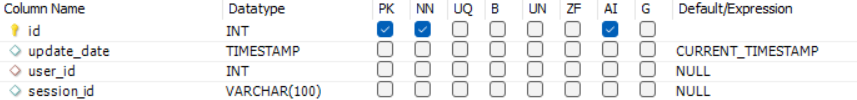 Column Name Datatype PK NN UQ B UN ZF AI G Default/Expression
id INT
update_date TIMESTAMP CURRENT_TIMESTAMP
user_id INT NULL
session_id VARCHAR(100) NULL